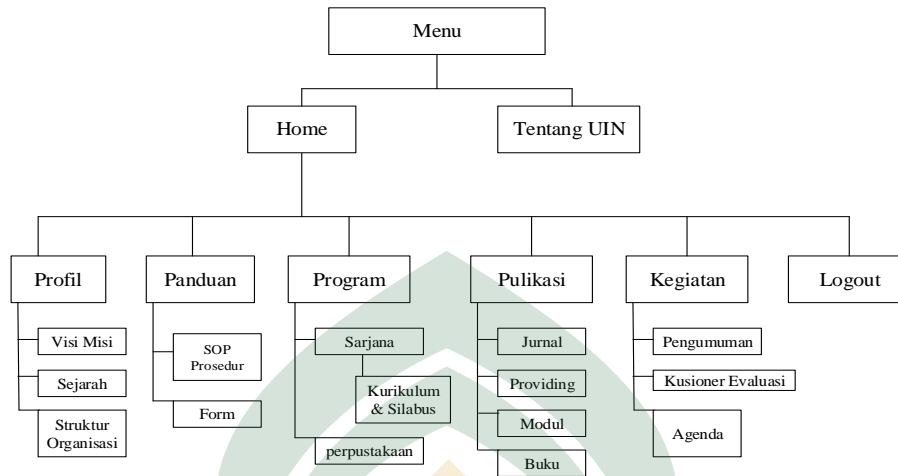 Menu
Home
Tentang UIN
Profil
Panduan
Program
Pulikasi
Kegiatan
Logout
Visi Misi
Sejarah
Struktur
Organisasi
SOP
Prosedur
Form
Sarjana
Kurikulum
& Silabus
perpustakaan
Jurnal
Providing
Modul
Buku
Pengumuman
Kusioner Evaluasi
Agenda